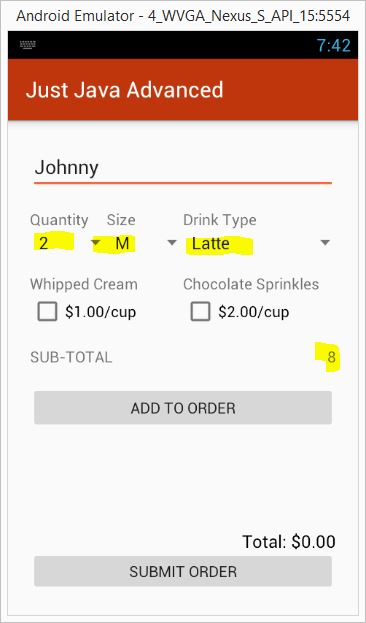 Android Emulator - 4_WVGA_Nexus_S_API_15:5554
7:42
Just Java Advanced
Johnny
Quantity Size Drink Type
2 M Latte
Whipped Cream Chocolate Sprinkles
$1.00/cup $2.00/cup
SUB-TOTAL 8
ADD TO ORDER
Total: $0.00
SUBMIT ORDER